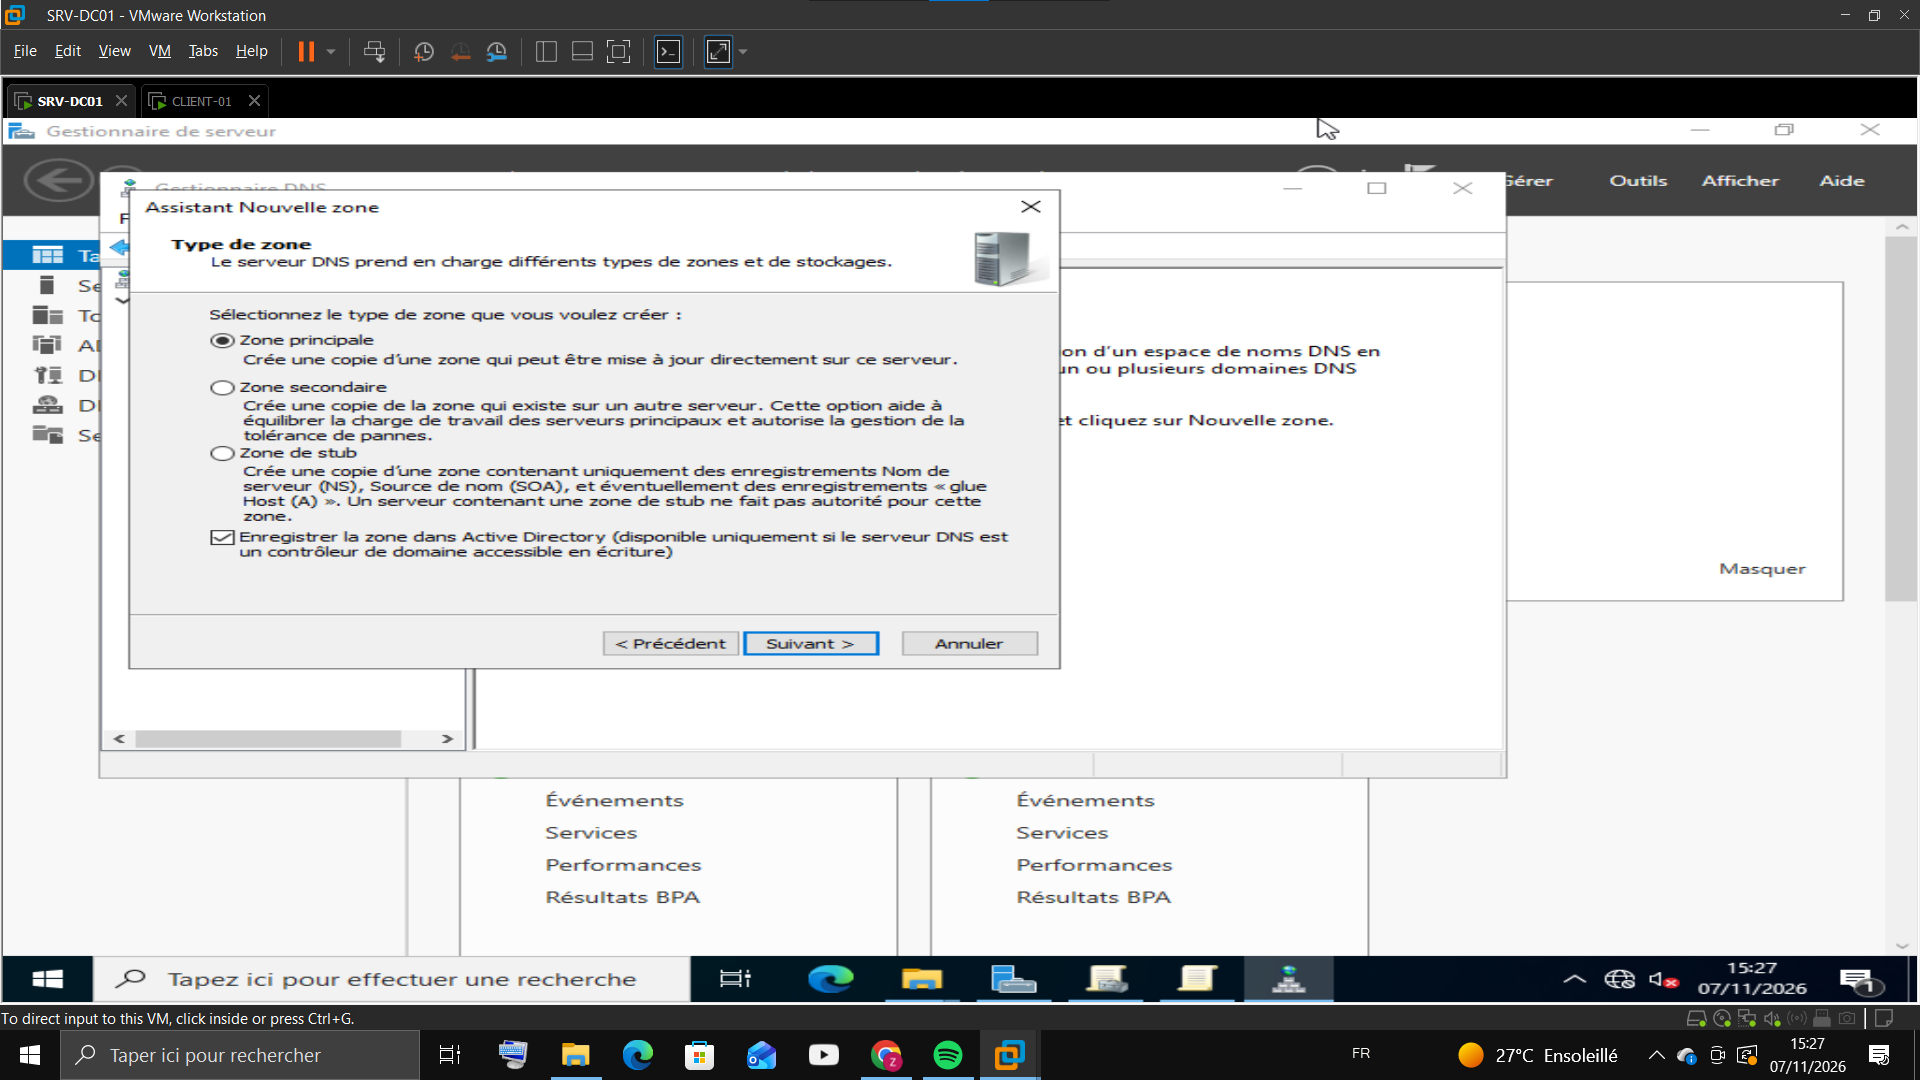 SRV-DC01 - VMware Workstation
File Edit View VM Tabs Help
SRV-DC01
CLIENT-01
Gestionnaire de serveur
Gérer Outils Afficher Aide
Gestionnaire DNS
F
Assistant Nouvelle zone
Type de zone
Le serveur DNS prend en charge différents types de zones et de stockages.
Sélectionnez le type de zone que vous voulez créer :
Zone principale
Crée une copie d'une zone qui peut être mise à jour directement sur ce serveur.
Zone secondaire
Crée une copie de la zone qui existe sur un autre serveur. Cette option aide à
équilibrer la charge de travail des serveurs principaux et autorise la gestion de la
tolérance de pannes.
Zone de stub
Crée une copie d'une zone contenant uniquement des enregistrements Nom de
serveur (NS), Source de nom (SOA), et éventuellement des enregistrements « glue
Host (A) ». Un serveur contenant une zone de stub ne fait pas autorité pour cette
zone.
Enregistrer la zone dans Active Directory (disponible uniquement si le serveur DNS est
un contrôleur de domaine accessible en écriture)
< Précédent Suivant > Annuler
Ta
Se
To
AD
Se
on d'un espace de noms DNS en
un ou plusieurs domaines DNS
et cliquez sur Nouvelle zone.
Masquer
Événements
Services
Performances
Résultats BPA
Événements
Services
Performances
Résultats BPA
Tapez ici pour effectuer une recherche
15:27
07/11/2026
1
To direct input to this VM, click inside or press Ctrl+G.
Taper ici pour rechercher
FR
27°C Ensoleillé
15:27
07/11/2026